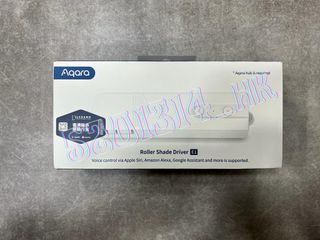 Aqara
* Aqara hub is required
5201314_HK
Roller Shade Driver E1
Voice control via Apple Siri, Amazon Alexa, Google Assistant and more is supported.